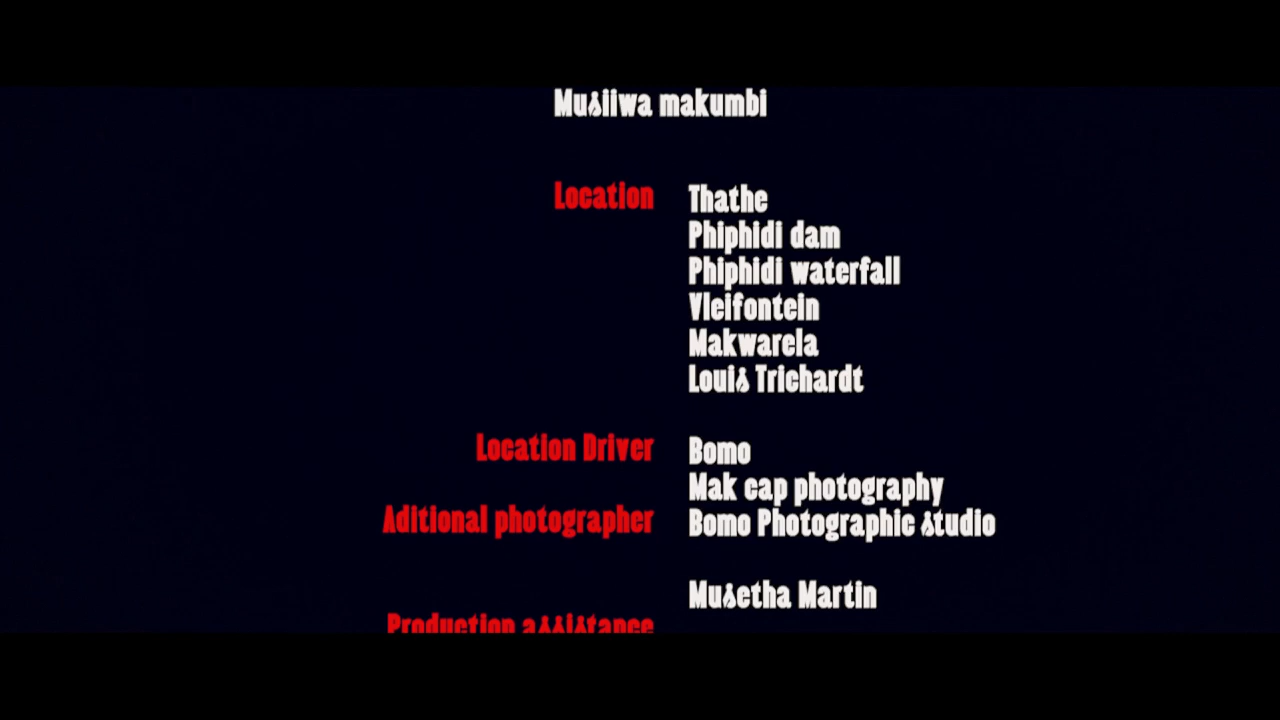 Musiiwa makumbi
Location Thathe
Phiphidi dam
Phiphidi waterfall
Vleifontein
Makwarela
Louis Trichardt
Location Driver Bomo
Mak cap photography
Aditional photographer Bomo Photographic studio
Musetha Martin
Production assistance